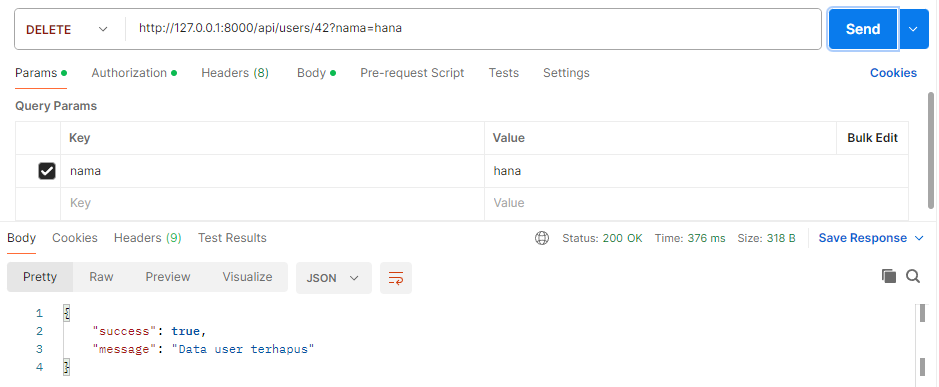 DELETE http://127.0.0.1:8000/api/users/42?nama=hana Send
Params Authorization Headers (8) Body Pre-request Script Tests Settings Cookies
Query Params
Key Value Bulk Edit
nama hana
Key Value
Body Cookies Headers (9) Test Results Status: 200 OK Time: 376 ms Size: 318 B Save Response
Pretty Raw Preview Visualize JSON
1 {
2 "success": true,
3 "message": "Data user terhapus"
4 }